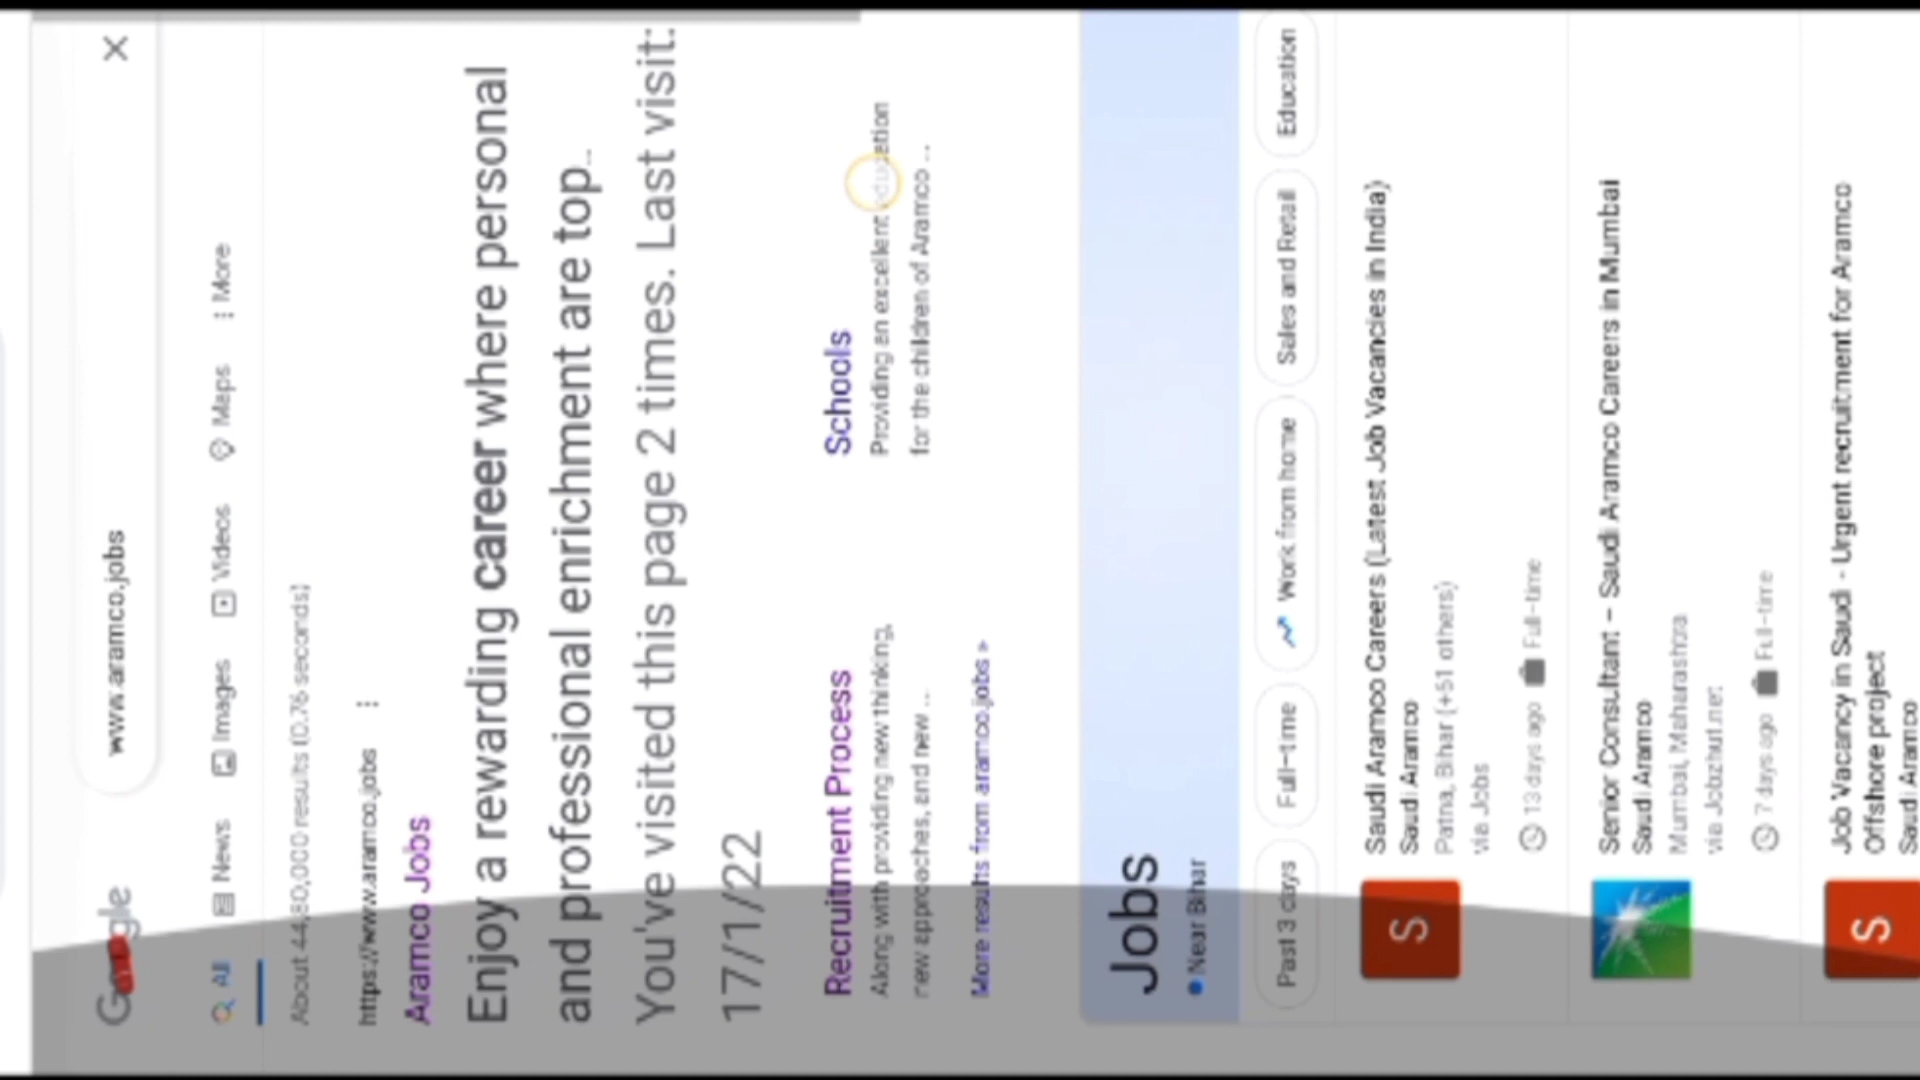 Google
www.aramco.jobs
All
News
Images
Videos
Maps
More
About 44,80,000 results (0.76 seconds)
https://www.aramco.jobs
Aramco Jobs
Enjoy a rewarding career where personal
and professional enrichment are top...
You've visited this page 2 times. Last visit:
17/1/22
Recruitment Process
Along with providing new thinking,
new approaches, and new ...
Schools
Providing an excellent education
for the children of Aramco ...
More results from aramco.jobs »
Jobs
Near Bihar
Past 3 days
Full-time
Work from home
Sales and Retail
Education
S
Saudi Aramco Careers (Latest Job Vacancies in India)
Saudi Aramco
Patna, Bihar (+51 others)
via Jobs
13 days ago Full-time
Senior Consultant – Saudi Aramco Careers in Mumbai
Saudi Aramco
Mumbai, Maharashtra
via Jobzhut.net
7 days ago Full-time
S
Job Vacancy in Saudi - Urgent recruitment for Aramco
Offshore project
Saudi Aramco